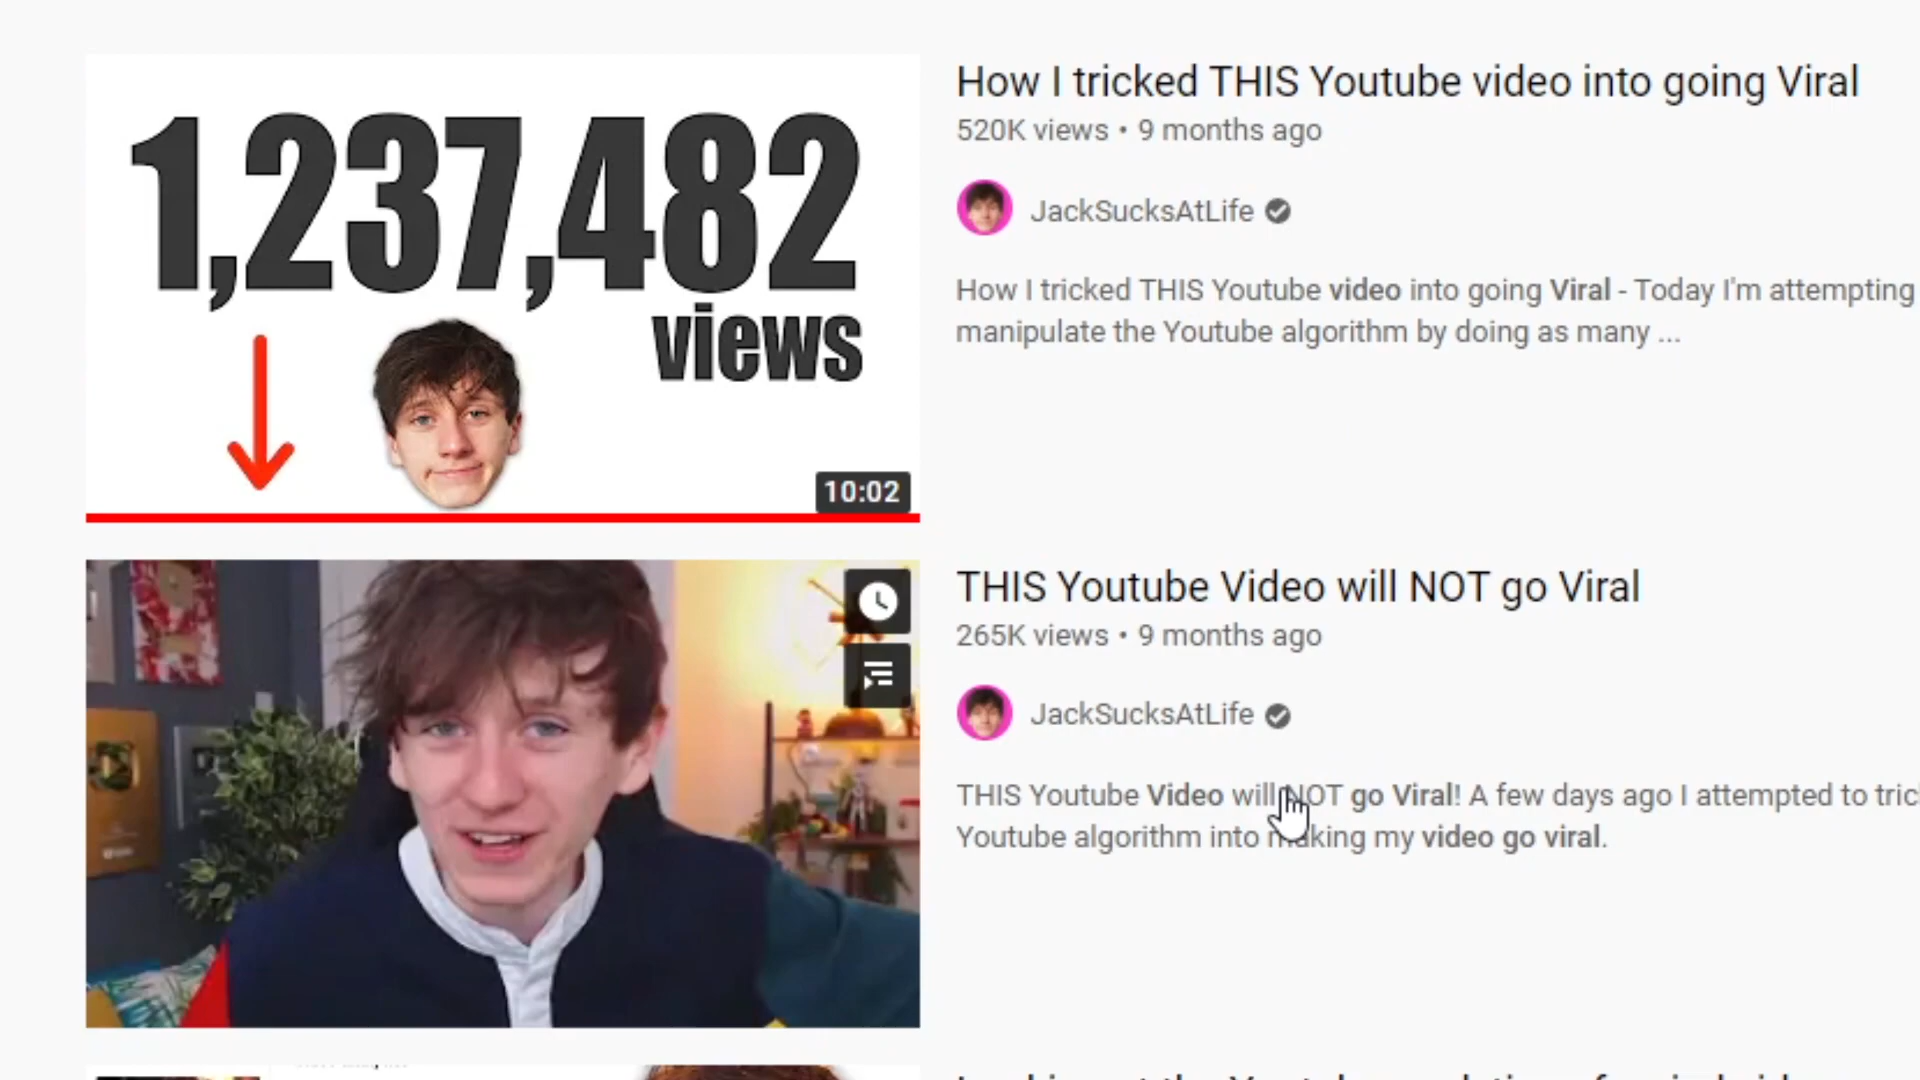 1,237,482
views
10:02
How I tricked THIS Youtube video into going Viral
520K views • 9 months ago
JackSucksAtLife
How I tricked THIS Youtube video into going Viral - Today I'm attempting
manipulate the Youtube algorithm by doing as many ...
THIS Youtube Video will NOT go Viral
265K views • 9 months ago
JackSucksAtLife
THIS Youtube Video will NOT go Viral! A few days ago I attempted to
Youtube algorithm into making my video go viral.